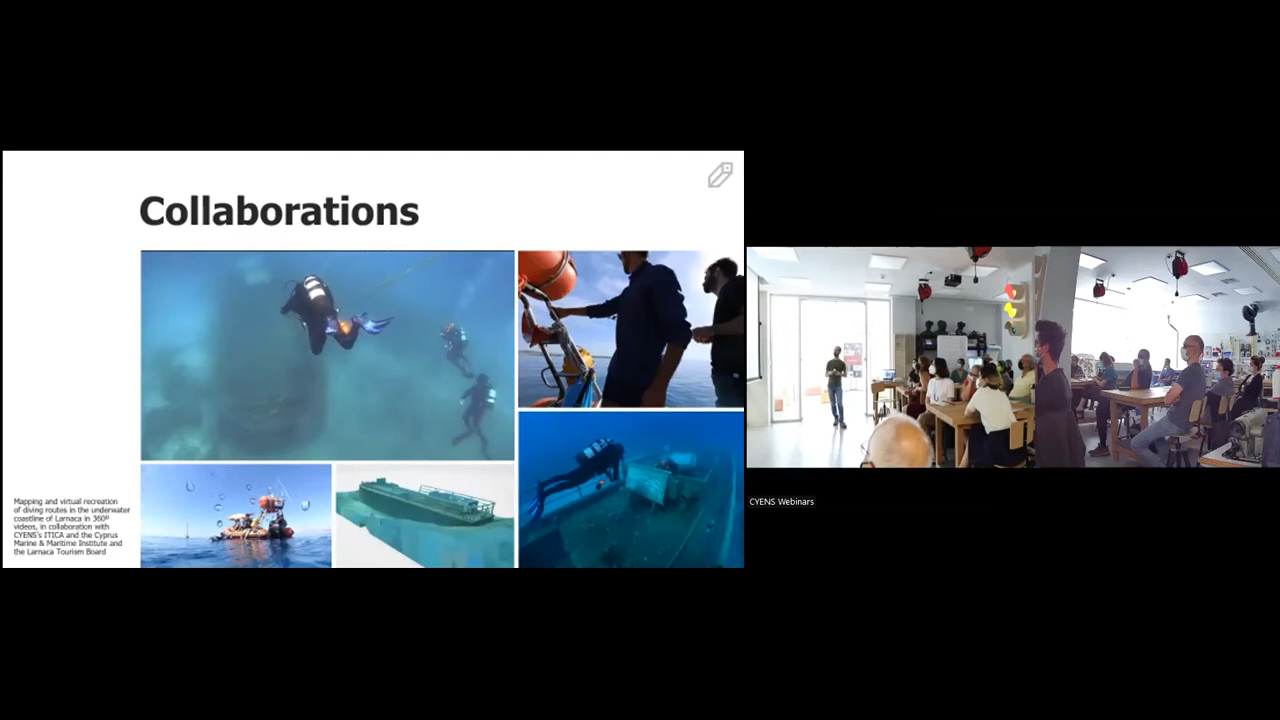 Collaborations
Mapping and virtual recreation
of diving routes in the underwater
coastline of Larnaca in 360º
videos, in collaboration with
CYENS's ITICA and the Cyprus
Marine & Maritime Institute and
the Larnaca Tourism Board
CYENS Webinars